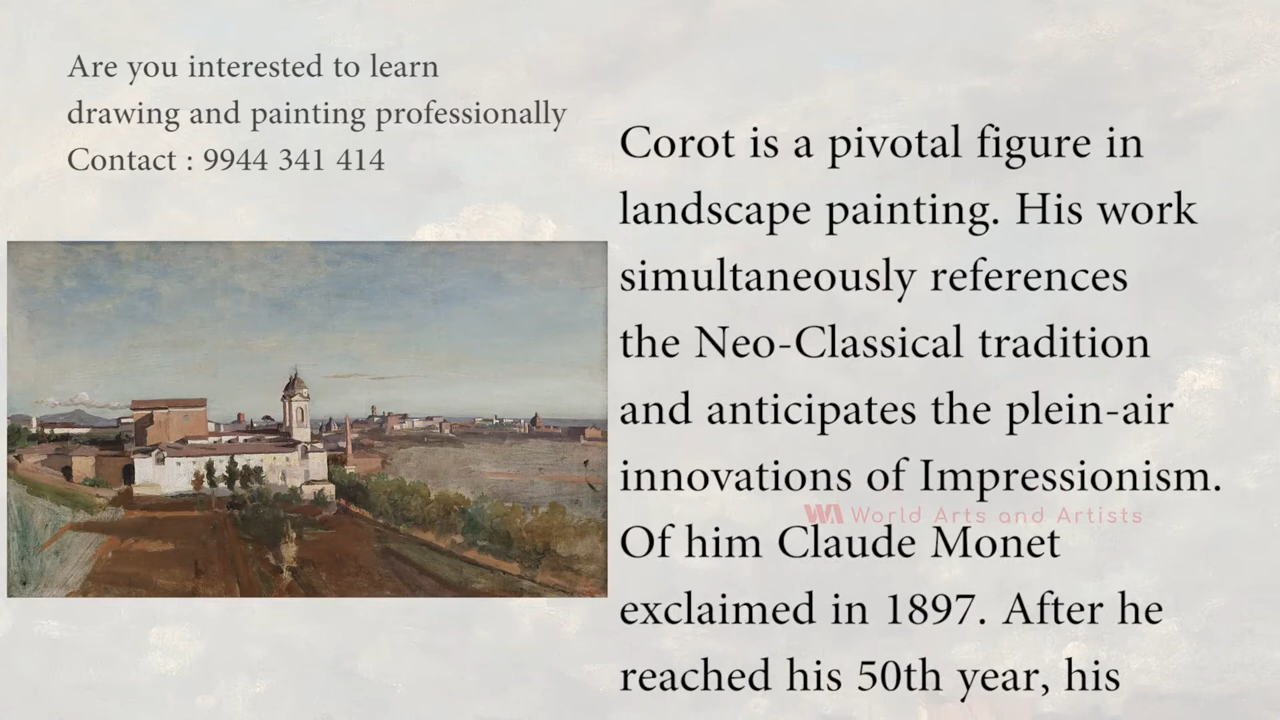 Are you interested to learn
drawing and painting professionally
Contact : 9944 341 414
Corot is a pivotal figure in
landscape painting. His work
simultaneously references
the Neo-Classical tradition
and anticipates the plein-air
innovations of Impressionism.
World Arts and Artists
Of him Claude Monet
exclaimed in 1897. After he
reached his 50th year, his